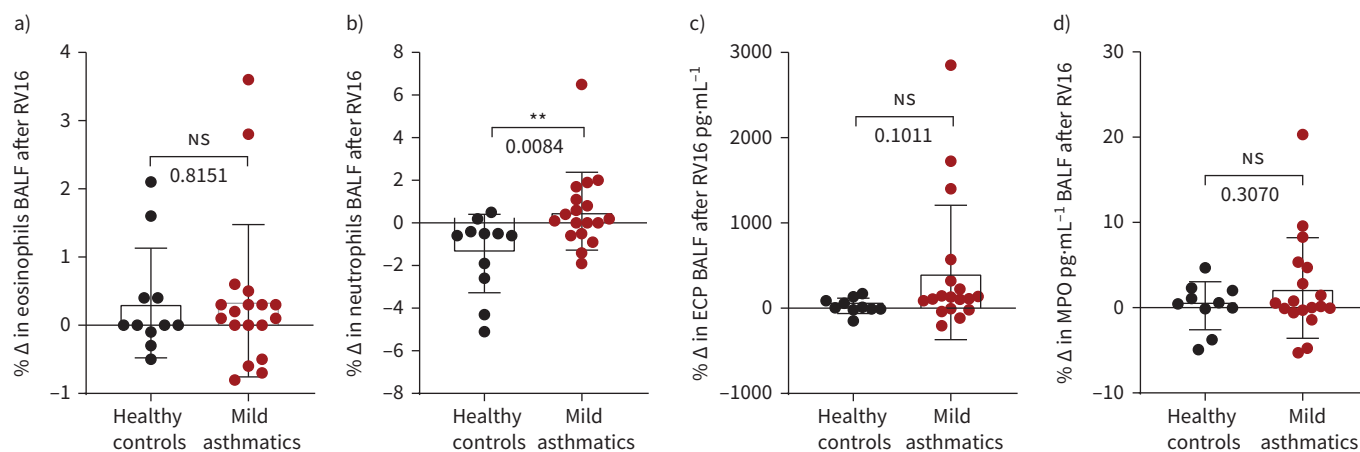 a)
% Δ in eosinophils BALF after RV16
4
3
2
1
0
–1
NS
0.8151
Healthy
controls
Mild
asthmatics
b)
% Δ in neutrophils BALF after RV16
8
6
4
2
0
–2
–4
–6
–8
**
0.0084
Healthy
controls
Mild
asthmatics
c)
% Δ in ECP BALF after RV16 pg·mL⁻¹
3000
2000
1000
0
–1000
NS
0.1011
Healthy
controls
Mild
asthmatics
d)
% Δ in MPO pg·mL⁻¹ BALF after RV16
30
20
10
0
–10
NS
0.3070
Healthy
controls
Mild
asthmatics